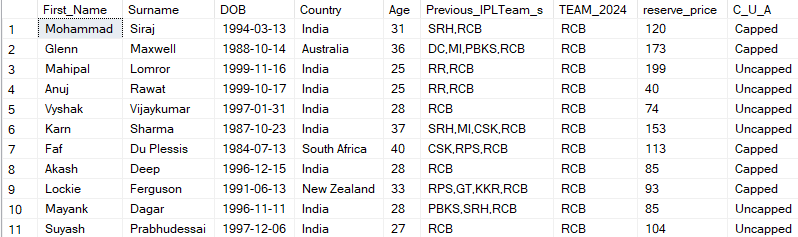 First_Name Surname DOB Country Age Previous_IPLTeam_s TEAM_2024 reserve_price C_U_A
1 Mohammad Siraj 1994-03-13 India 31 SRH,RCB RCB 120 Capped
2 Glenn Maxwell 1988-10-14 Australia 36 DC,MI,PBKS,RCB RCB 173 Capped
3 Mahipal Lomror 1999-11-16 India 25 RR,RCB RCB 199 Uncapped
4 Anuj Rawat 1999-10-17 India 25 RR,RCB RCB 40 Uncapped
5 Vyshak Vijaykumar 1997-01-31 India 28 RCB RCB 74 Uncapped
6 Karn Sharma 1987-10-23 India 37 SRH,MI,CSK,RCB RCB 153 Uncapped
7 Faf Du Plessis 1984-07-13 South Africa 40 CSK,RPS,RCB RCB 113 Capped
8 Akash Deep 1996-12-15 India 28 RCB RCB 85 Capped
9 Lockie Ferguson 1991-06-13 New Zealand 33 RPS,GT,KKR,RCB RCB 93 Capped
10 Mayank Dagar 1996-11-11 India 28 PBKS,SRH,RCB RCB 85 Uncapped
11 Suyash Prabhudessai 1997-12-06 India 27 RCB RCB 104 Uncapped